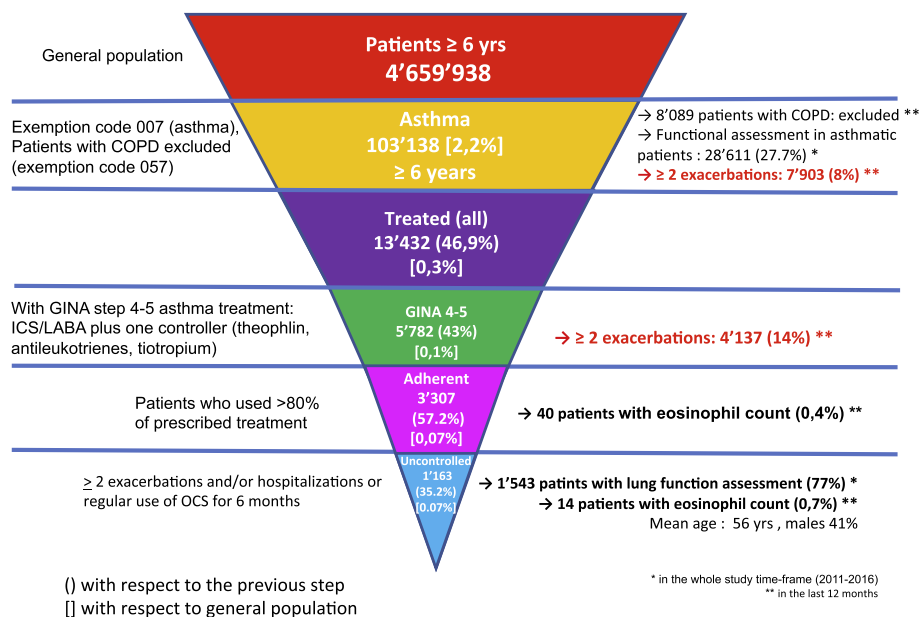 General population
Patients ≥ 6 yrs
4’659’938
Exemption code 007 (asthma),
Patients with COPD excluded
(exemption code 057)
Asthma
103’138 [2,2%]
≥ 6 years
→ 8’089 patients with COPD: excluded **
→ Functional assessment in asthmatic
patients : 28’611 (27.7%) *
→ ≥ 2 exacerbations: 7’903 (8%) **
Treated (all)
13’432 (46,9%)
[0,3%]
With GINA step 4-5 asthma treatment:
ICS/LABA plus one controller (theophlin,
antileukotrienes, tiotropium)
GINA 4-5
5’782 (43%)
[0,1%]
→ ≥ 2 exacerbations: 4’137 (14%) **
Patients who used >80%
of prescribed treatment
Adherent
3’307
(57.2%)
[0,07%]
→ 40 patients with eosinophil count (0,4%) **
≥ 2 exacerbations and/or hospitalizations or
regular use of OCS for 6 months
Uncontrolled
1’163
(35.2%)
[0.07%]
→ 1’543 patints with lung function assessment (77%) *
→ 14 patients with eosinophil count (0,7%) **
Mean age : 56 yrs , males 41%
() with respect to the previous step
[] with respect to general population
* in the whole study time-frame (2011-2016)
** in the last 12 months